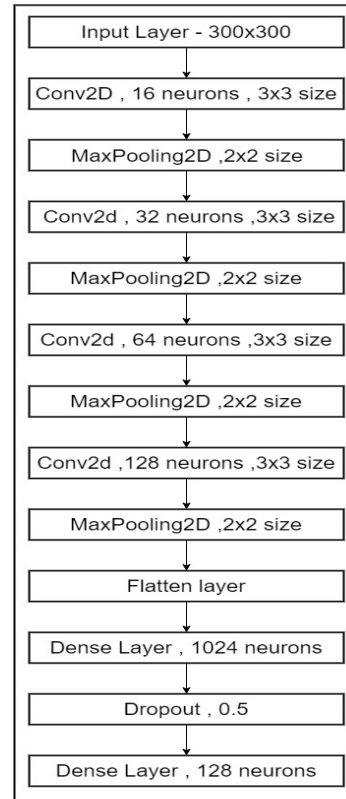 Input Layer - 300x300
Conv2D , 16 neurons , 3x3 size
MaxPooling2D ,2x2 size
Conv2d , 32 neurons ,3x3 size
MaxPooling2D ,2x2 size
Conv2d , 64 neurons ,3x3 size
MaxPooling2D ,2x2 size
Conv2d ,128 neurons ,3x3 size
MaxPooling2D ,2x2 size
Flatten layer
Dense Layer , 1024 neurons
Dropout , 0.5
Dense Layer , 128 neurons